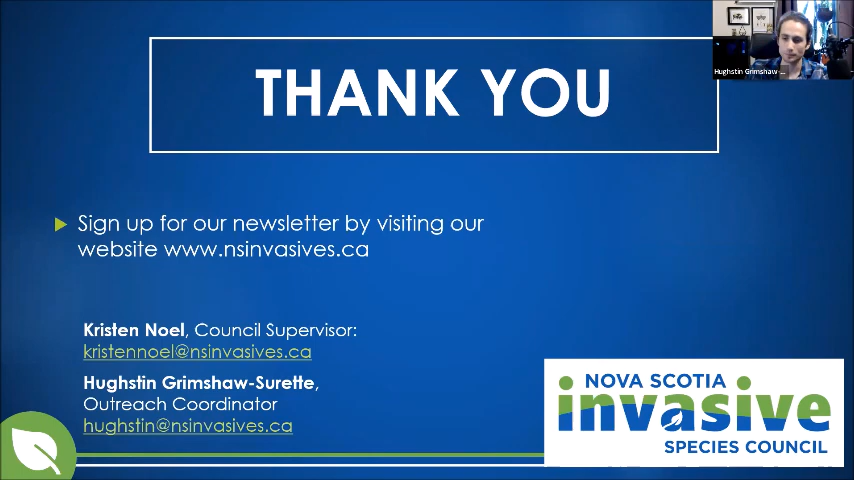 THANK YOU
Hughstin Grimshaw-...
Sign up for our newsletter by visiting our
website www.nsinvasives.ca
Kristen Noel, Council Supervisor:
kristennoel@nsinvasives.ca
Hughstin Grimshaw-Surette,
Outreach Coordinator
hughstin@nsinvasives.ca
NOVA SCOTIA
invasive
SPECIES COUNCIL